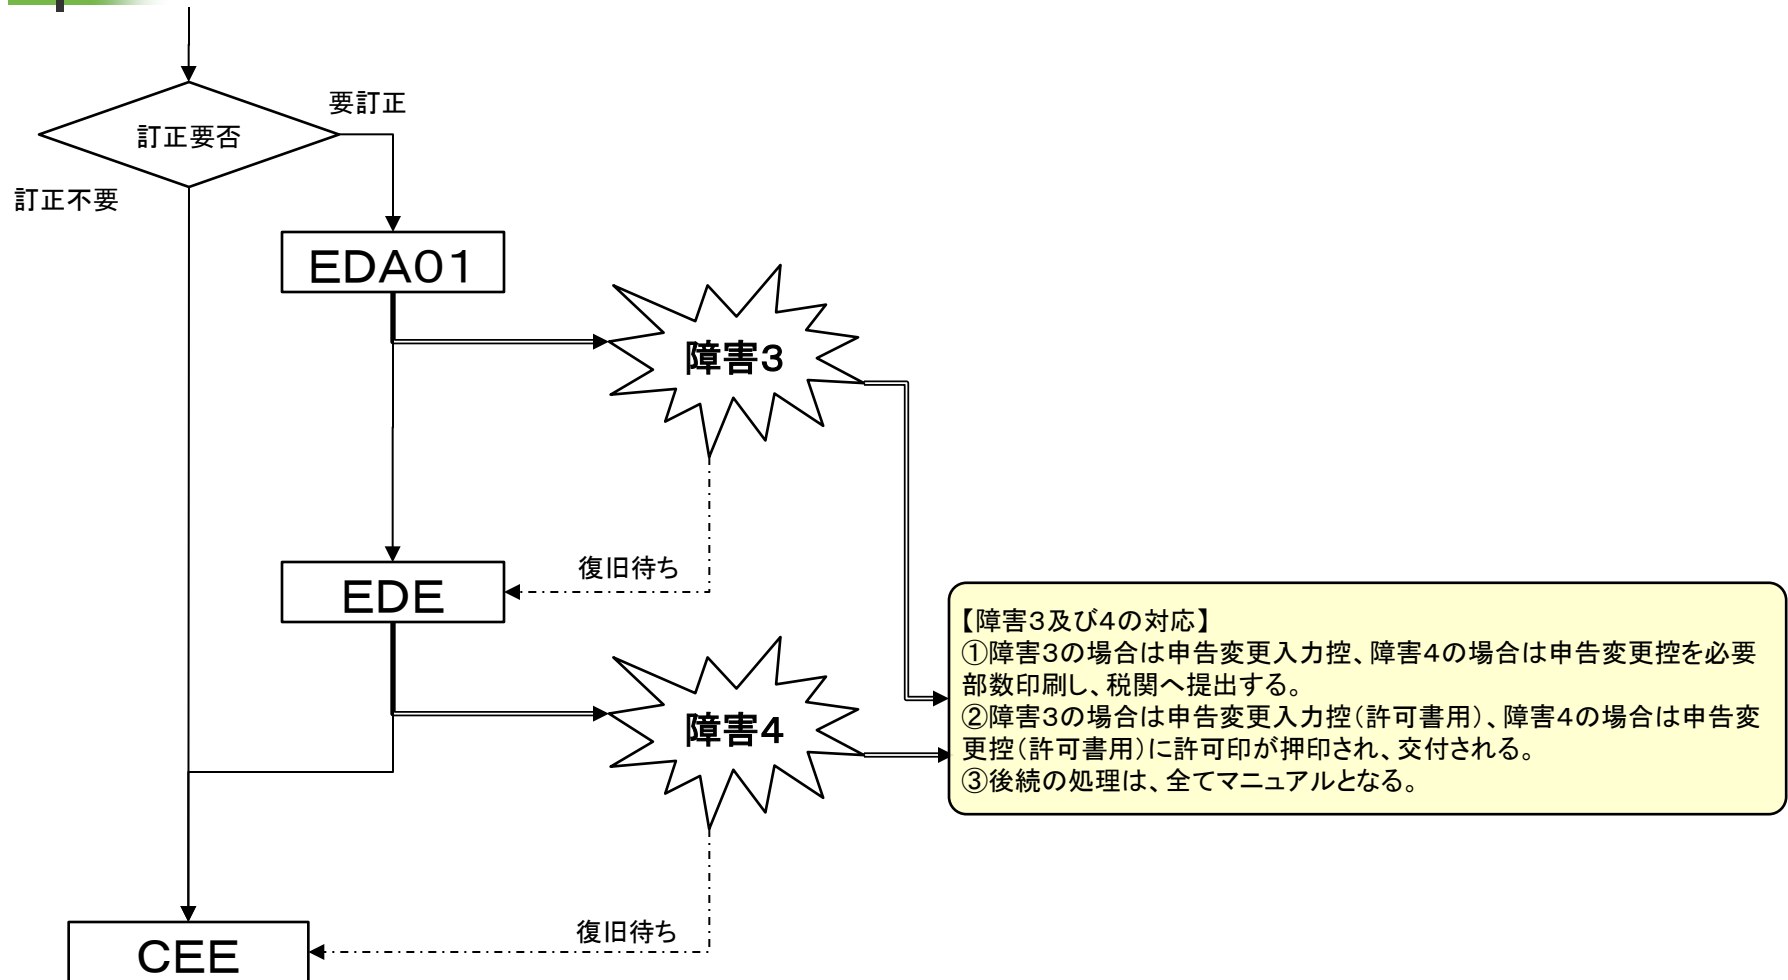 要訂正
訂正要否
訂正不要
EDA01
障害3
復旧待ち
EDE
【障害3及び4の対応】
①障害3の場合は申告変更入力控、障害4の場合は申告変更控を必要
部数印刷し、税関へ提出する。
②障害3の場合は申告変更入力控(許可書用)、障害4の場合は申告変
更控(許可書用)に許可印が押印され、交付される。
③後続の処理は、全てマニュアルとなる。
障害4
復旧待ち
CEE